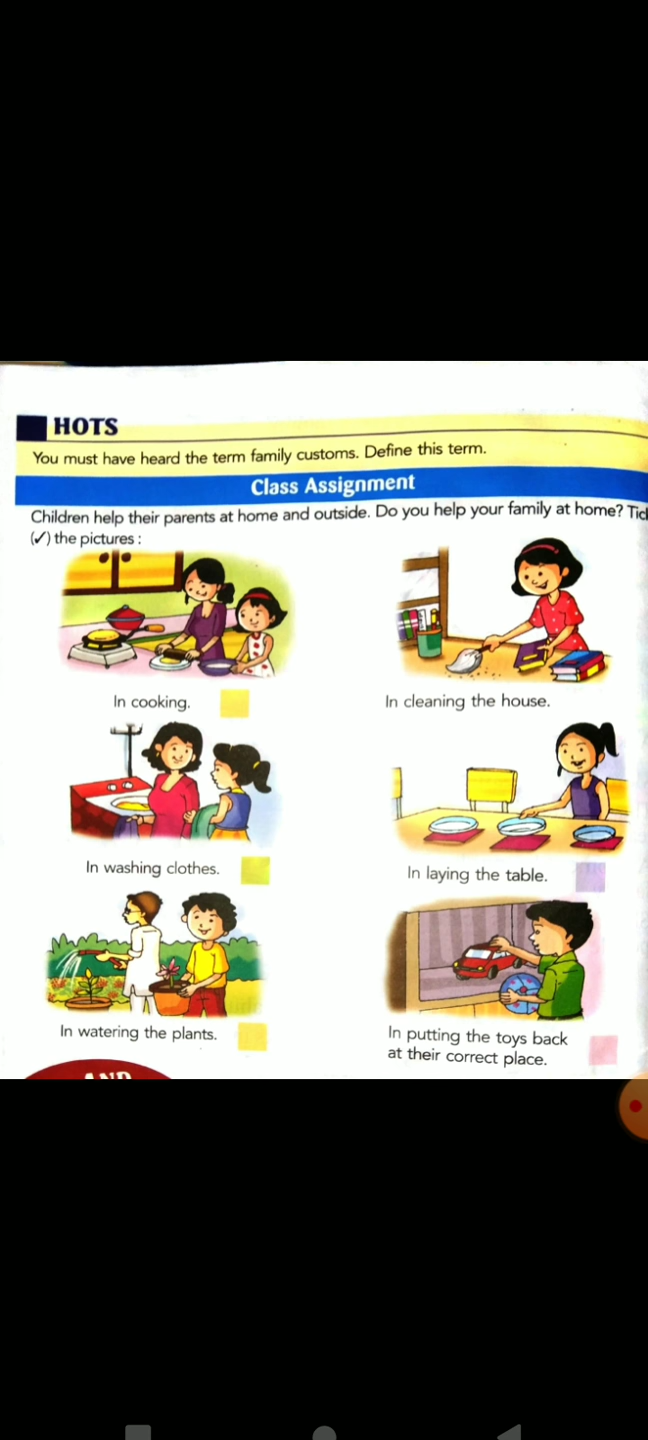 HOTS
You must have heard the term family customs. Define this term.
Class Assignment
Children help their parents at home and outside. Do you help your family at home?
(✓) the pictures :
In cooking.
In cleaning the house.
In washing clothes.
In laying the table.
In watering the plants.
In putting the toys back
at their correct place.
AND